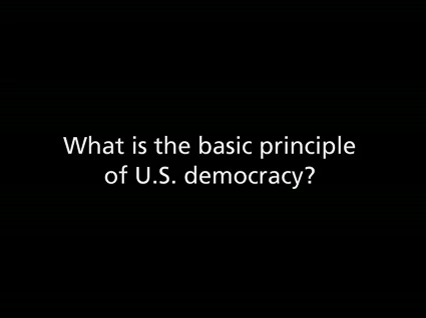 What is the basic principle
of U.S. democracy?